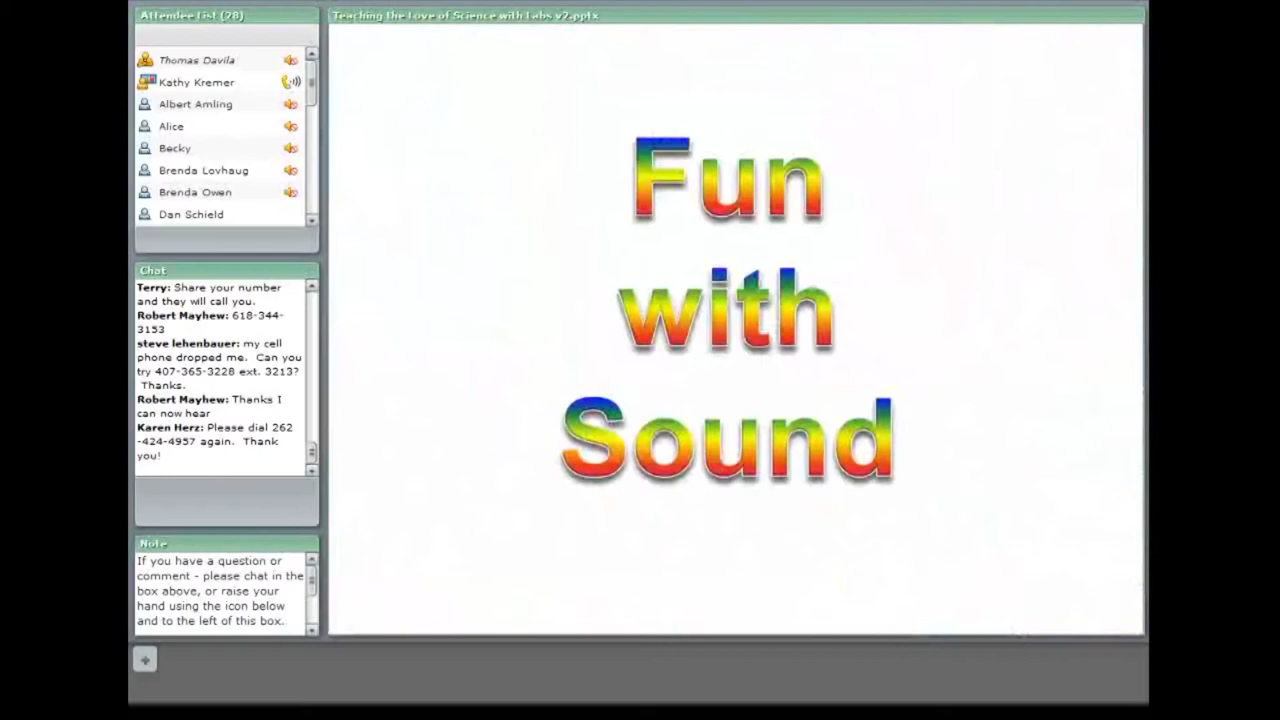 Attendee List (28)
Thomas Davila
Kathy Kremer
Albert Amling
Alice
Becky
Brenda Lovhaug
Brenda Owen
Dan Schield
Chat
Terry: Share your number
and they will call you.
Robert Mayhew: 618-344-
3153
steve lehenbauer: my cell
phone dropped me. Can you
try 407-365-3228 ext. 3213?
Thanks.
Robert Mayhew: Thanks I
can now hear
Karen Herz: Please dial 262
-424-4957 again. Thank
you!
Note
If you have a question or
comment - please chat in the
box above, or raise your
hand using the icon below
and to the left of this box.
Teaching the Love of Science with Labs v2.pptx
Fun
with
Sound